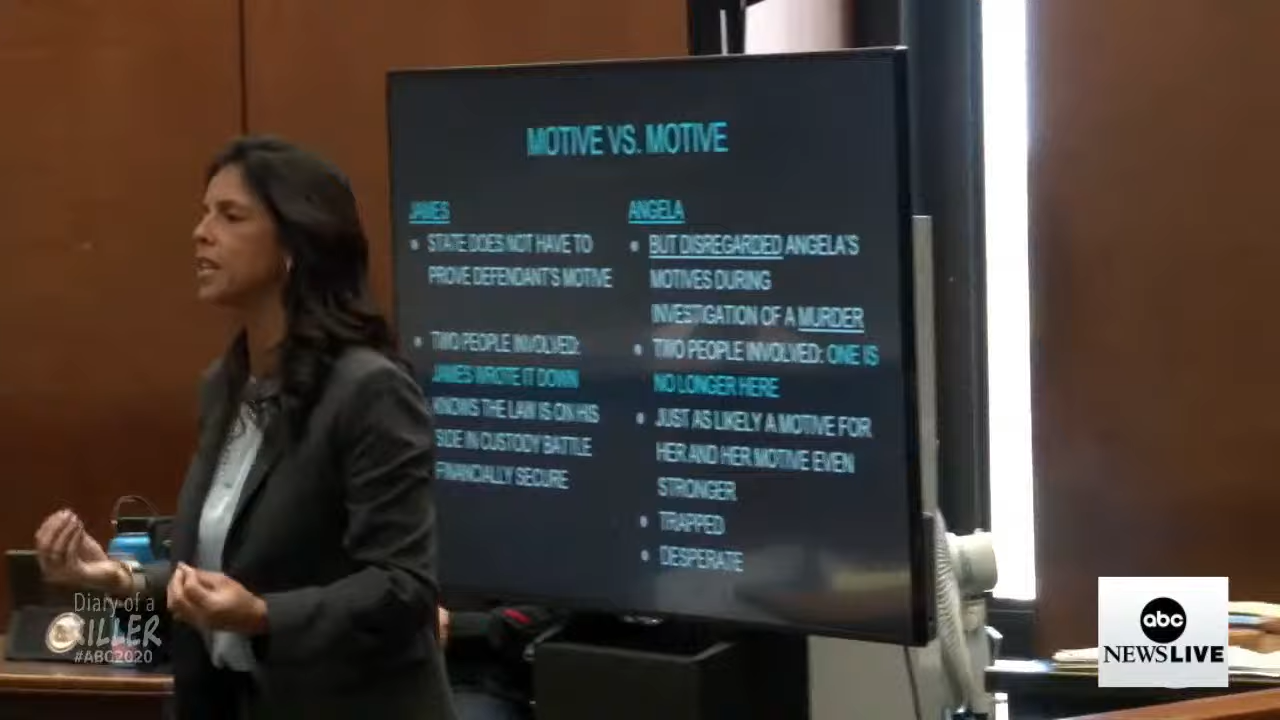 MOTIVE VS. MOTIVE
JAMES
• STATE DOES NOT HAVE TO
PROVE DEFENDANT'S MOTIVE
• TWO PEOPLE INVOLVED:
JAMES WROTE IT DOWN
KNOWS THE LAW IS ON HIS
SIDE IN CUSTODY BATTLE
FINANCIALLY SECURE
ANGELA
• BUT DISREGARDED ANGELA'S
MOTIVES DURING
INVESTIGATION OF A MURDER
• TWO PEOPLE INVOLVED: ONE IS
NO LONGER HERE
• JUST AS LIKELY A MOTIVE FOR
HER AND HER MOTIVE EVEN
STRONGER
• TRAPPED
• DESPERATE
Diary of a
KILLER
#ABC2020
abc
NEWS LIVE